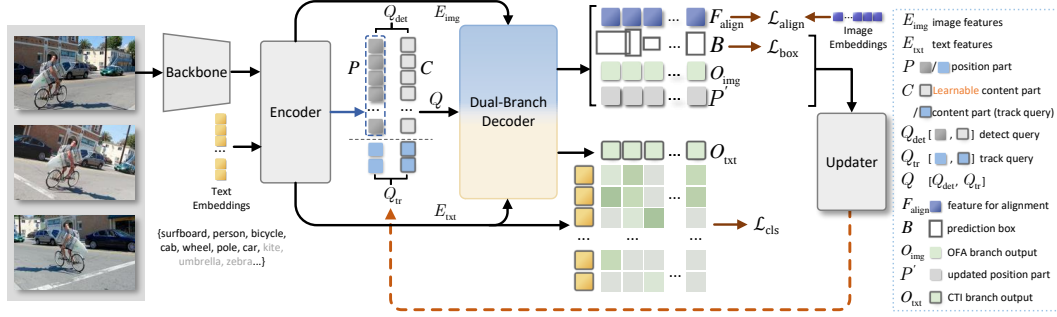 Backbone
Text
Embeddings
{surfboard, person, bicycle,
cab, wheel, pole, car, kite,
umbrella, zebra...}
Encoder
Q_det
P
C
...
...
Q_tr
Q
E_img
E_txt
Dual-Branch
Decoder
... F_align
... B
... O_img
... P'
L_align
L_box
...
Image
Embeddings
... O_txt
...
...
...
...
...
L_cls
Updater
E_img image features
E_txt text features
P / position part
C Learnable content part
/ content part (track query)
Q_det [ , ] detect query
Q_tr [ , ] track query
Q [Q_det, Q_tr]
F_align feature for alignment
B prediction box
O_img OFA branch output
P' updated position part
O_txt CTI branch output